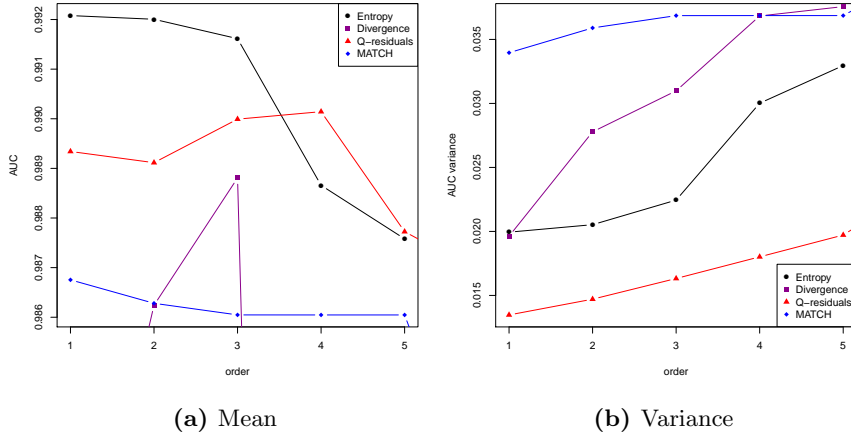 0.992
0.991
0.990
0.989
0.988
0.987
0.986
AUC
1 2 3 4 5
order
Entropy
Divergence
Q−residuals
MATCH
(a) Mean
0.035
0.030
0.025
0.020
0.015
AUC variance
1 2 3 4 5
order
Entropy
Divergence
Q−residuals
MATCH
(b) Variance